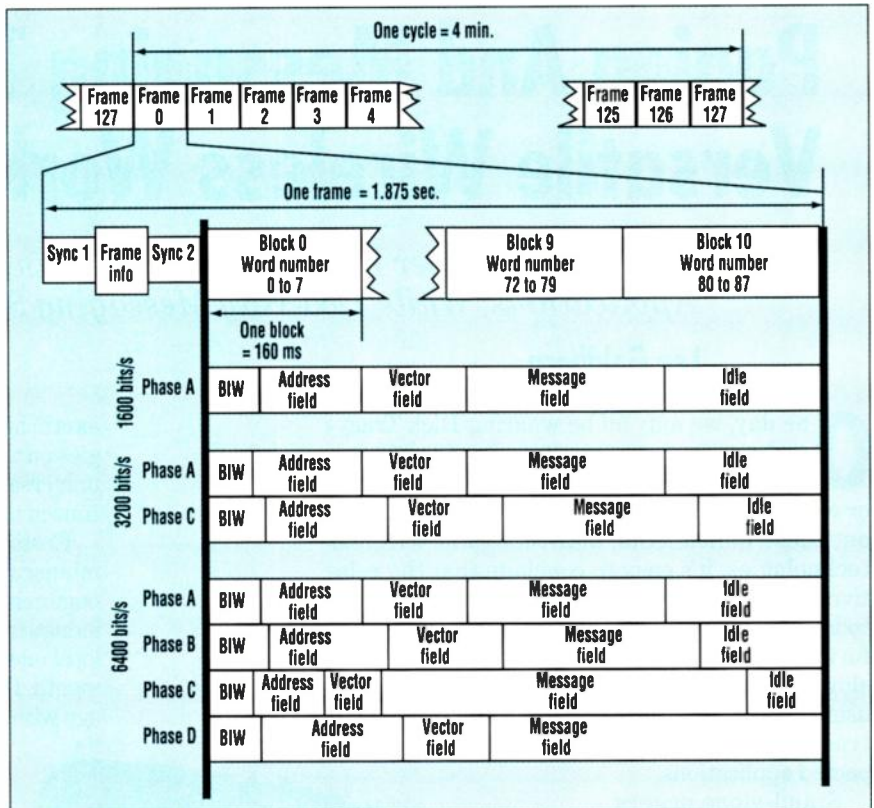 One cycle = 4 min.
Frame 127 Frame 0 Frame 1 Frame 2 Frame 3 Frame 4 Frame 125 Frame 126 Frame 127
One frame = 1.875 sec.
Sync 1 Frame info Sync 2 Block 0 Word number 0 to 7 Block 9 Word number 72 to 79 Block 10 Word number 80 to 87
One block = 160 ms
1600 bits/s
Phase A BIW Address field Vector field Message field Idle field
3200 bits/s
Phase A BIW Address field Vector field Message field Idle field
Phase C BIW Address field Vector field Message field Idle field
6400 bits/s
Phase A BIW Address field Vector field Message field Idle field
Phase B BIW Address field Vector field Message field Idle field
Phase C BIW Address field Vector field Message field Idle field
Phase D BIW Address field Vector field Message field